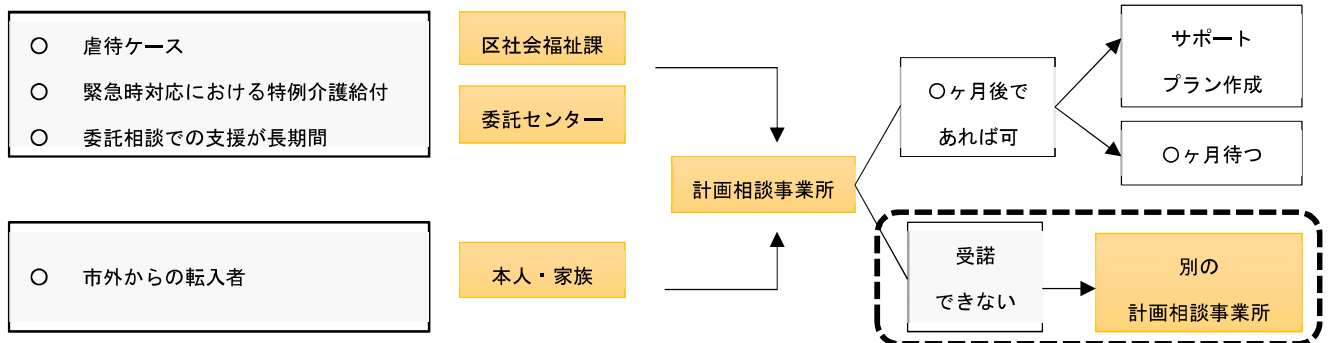 ○ 虐待ケース
○ 緊急時対応における特例介護給付
○ 委託相談での支援が長期間
区社会福祉課
委託センター
○ 市外からの転入者
本人・家族
計画相談事業所
〇ヶ月後で
あれば可
サポート
プラン作成
〇ヶ月待つ
受諾
できない
別の
計画相談事業所